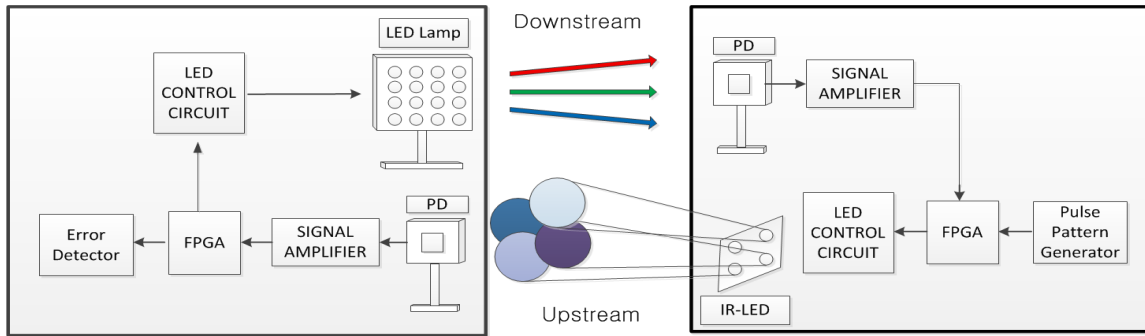 Downstream
LED Lamp
LED
CONTROL
CIRCUIT
PD
SIGNAL
AMPLIFIER
PD
Error
Detector
FPGA
SIGNAL
AMPLIFIER
LED
CONTROL
CIRCUIT
FPGA
Pulse
Pattern
Generator
IR-LED
Upstream